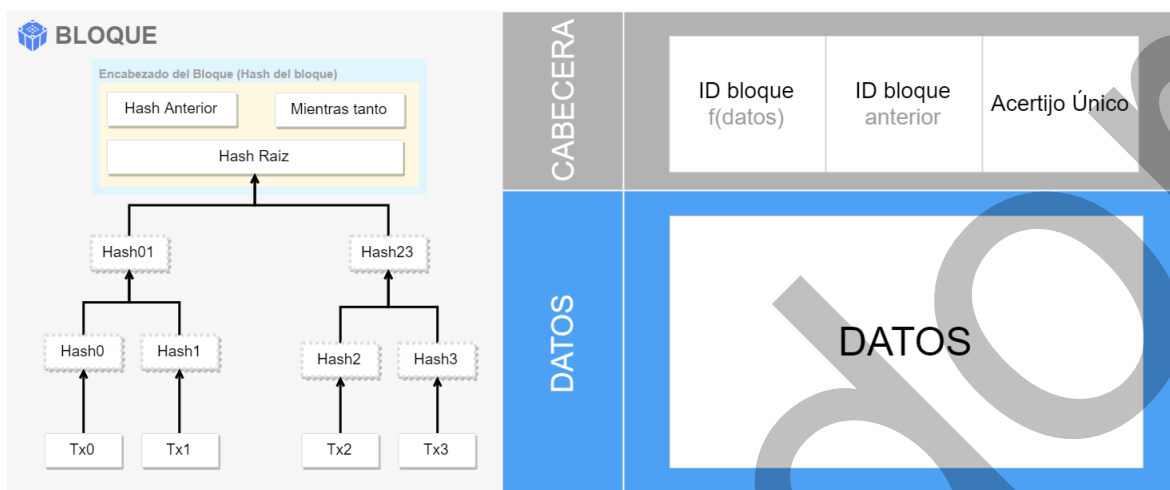 BLOQUE
Encabezado del Bloque (Hash del bloque)
Hash Anterior
Mientras tanto
Hash Raiz
Hash01
Hash23
Hash0
Hash1
Hash2
Hash3
Tx0
Tx1
Tx2
Tx3
CABECERA
ID bloque
f(datos)
ID bloque
anterior
Acertijo Único
DATOS
DATOS